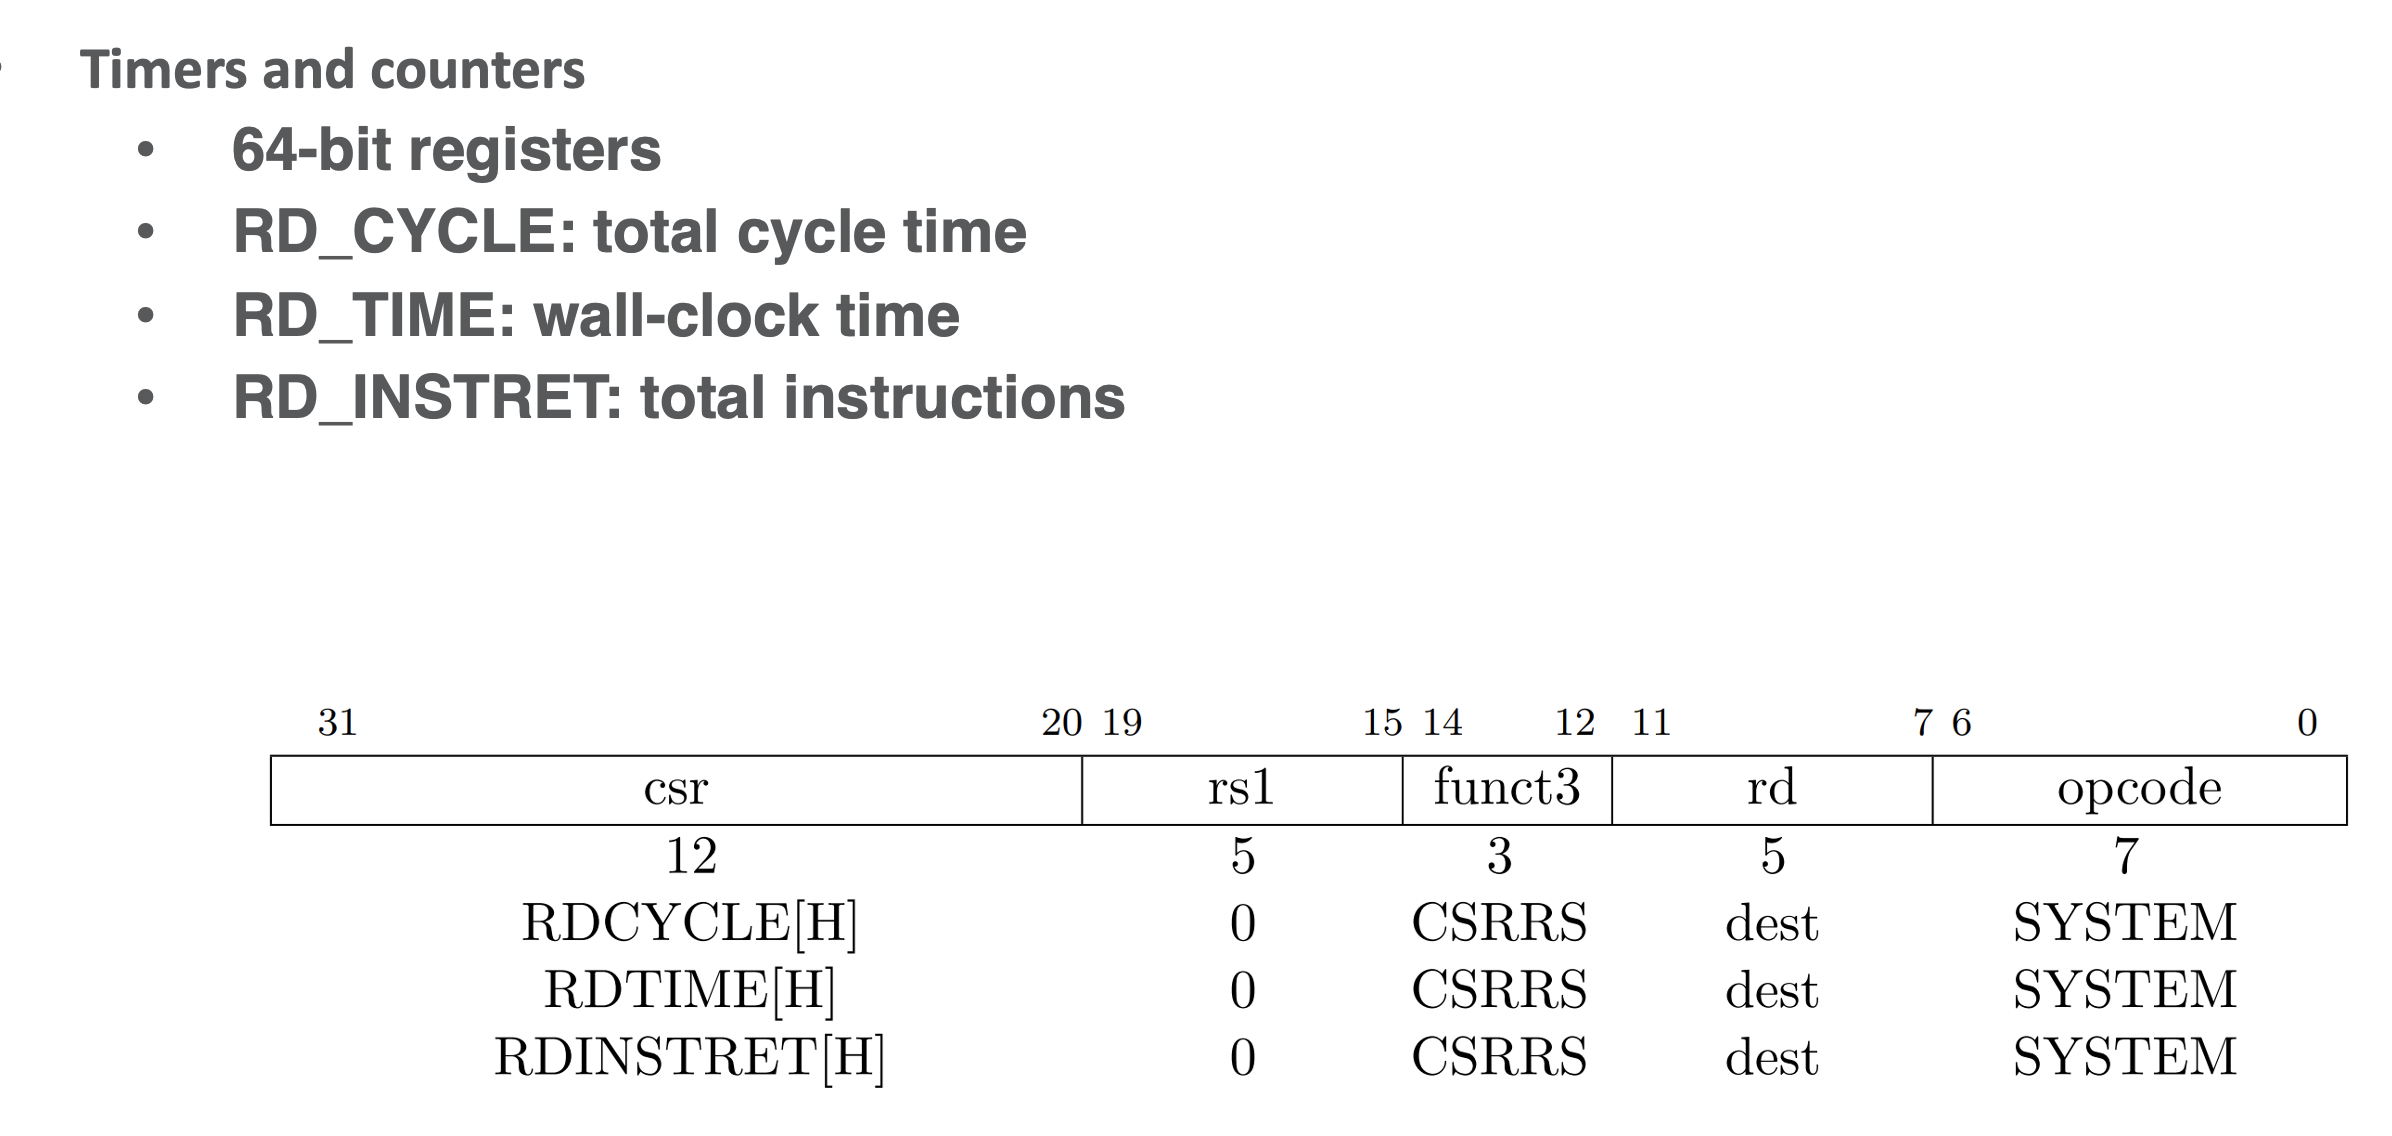 • Timers and counters
• 64-bit registers
• RD_CYCLE: total cycle time
• RD_TIME: wall-clock time
• RD_INSTRET: total instructions
31 20 19 15 14 12 11 7 6 0
csr rs1 funct3 rd opcode
12 5 3 5 7
RDCYCLE[H] 0 CSRRS dest SYSTEM
RDTIME[H] 0 CSRRS dest SYSTEM
RDINSTRET[H] 0 CSRRS dest SYSTEM